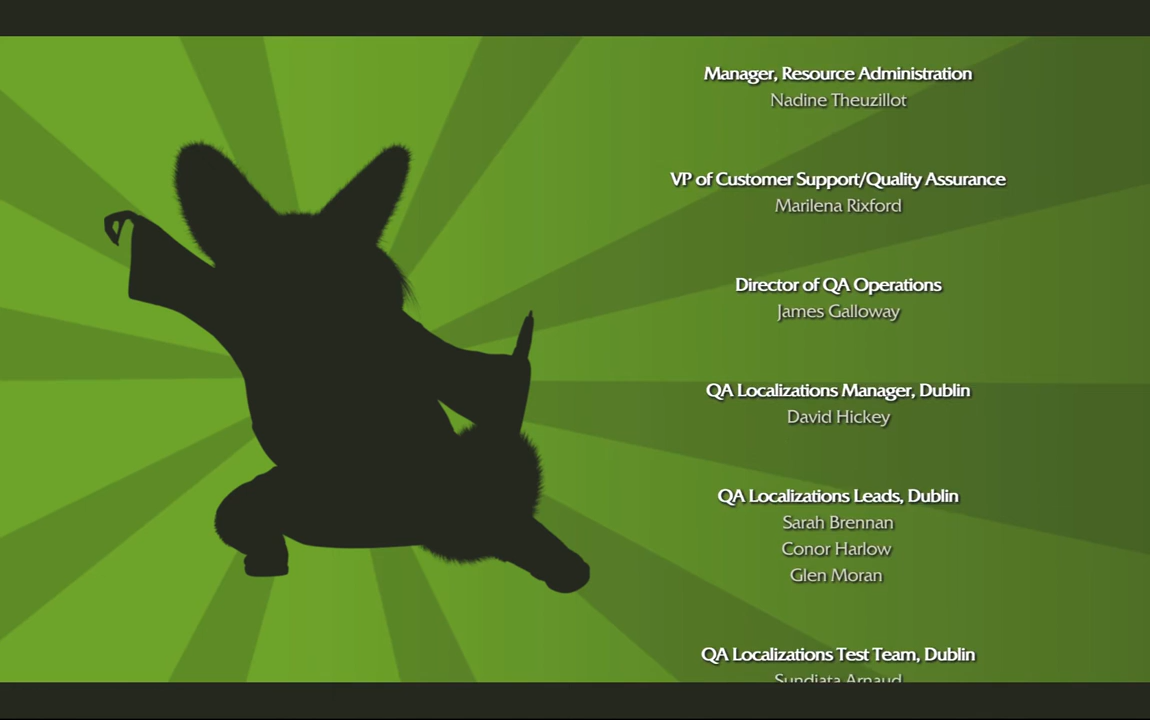 Manager, Resource Administration
Nadine Theuzillot
VP of Customer Support/Quality Assurance
Marilena Rixford
Director of QA Operations
James Galloway
QA Localizations Manager, Dublin
David Hickey
QA Localizations Leads, Dublin
Sarah Brennan
Conor Harlow
Glen Moran
QA Localizations Test Team, Dublin
Sundiata Arnaud